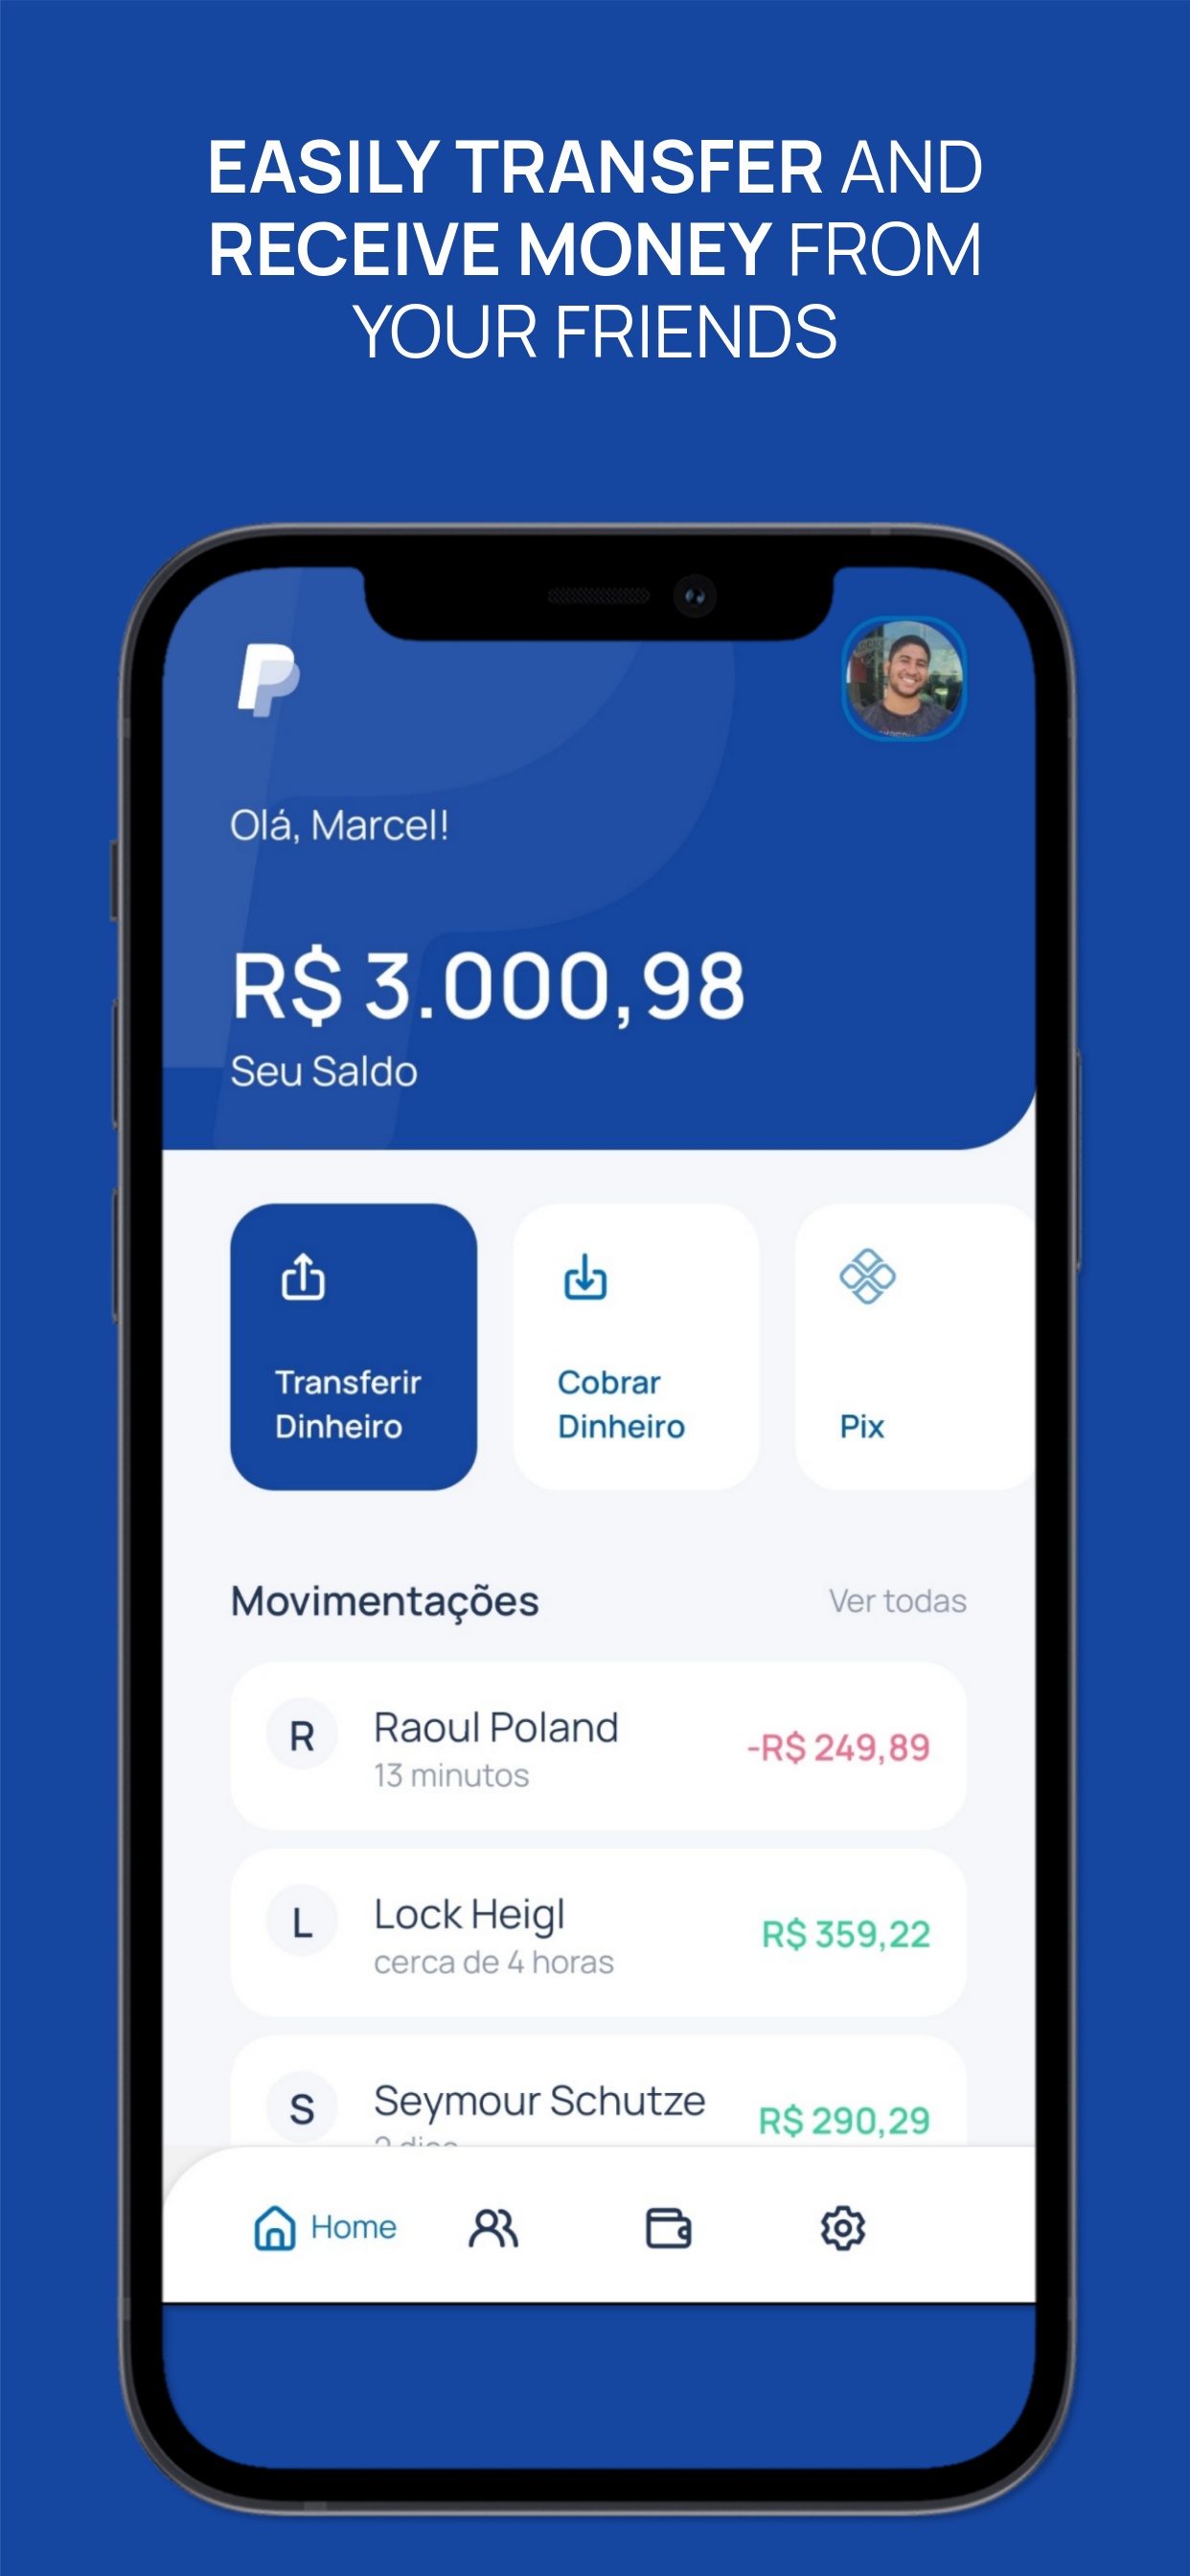 EASILY TRANSFER AND
RECEIVE MONEY FROM
YOUR FRIENDS
Olá, Marcel!
R$ 3.000,98
Seu Saldo
Transferir
Dinheiro
Cobrar
Dinheiro
Pix
Movimentações
Ver todas
R
Raoul Poland
13 minutos
-R$ 249,89
L
Lock Heigl
cerca de 4 horas
R$ 359,22
S
Seymour Schutze
R$ 290,29
Home